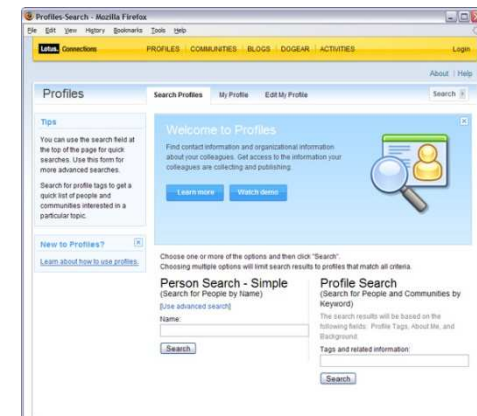 Profiles-Search - Mozilla Firefox
File Edit View History Bookmarks Tools Help
Lotus. Connections PROFILES COMMUNITIES BLOGS DOGEAR ACTIVITIES Login
About Help
Profiles Search Profiles My Profile Edit My Profile Search
Tips
You can use the search field at
the top of the page for quick
searches. Use this form for
more advanced searches.
Search for profile tags to get a
quick list of people and
communities interested in a
particular topic.
New to Profiles?
Learn about how to use profiles.
Welcome to Profiles
Find contact information and organizational information
about your colleagues. Get access to the information your
colleagues are collecting and publishing.
Learn more Watch demo
Choose one or more of the options and then click "Search".
Choosing multiple options will limit search results to profiles that match all criteria.
Person Search - Simple
(Search for People by Name)
[Use advanced search]
Name:
Search
Profile Search
(Search for People and Communities by
Keyword)
The search results will be based on the
following fields: Profile Tags, About Me, and
Background.
Tags and related information:
Search